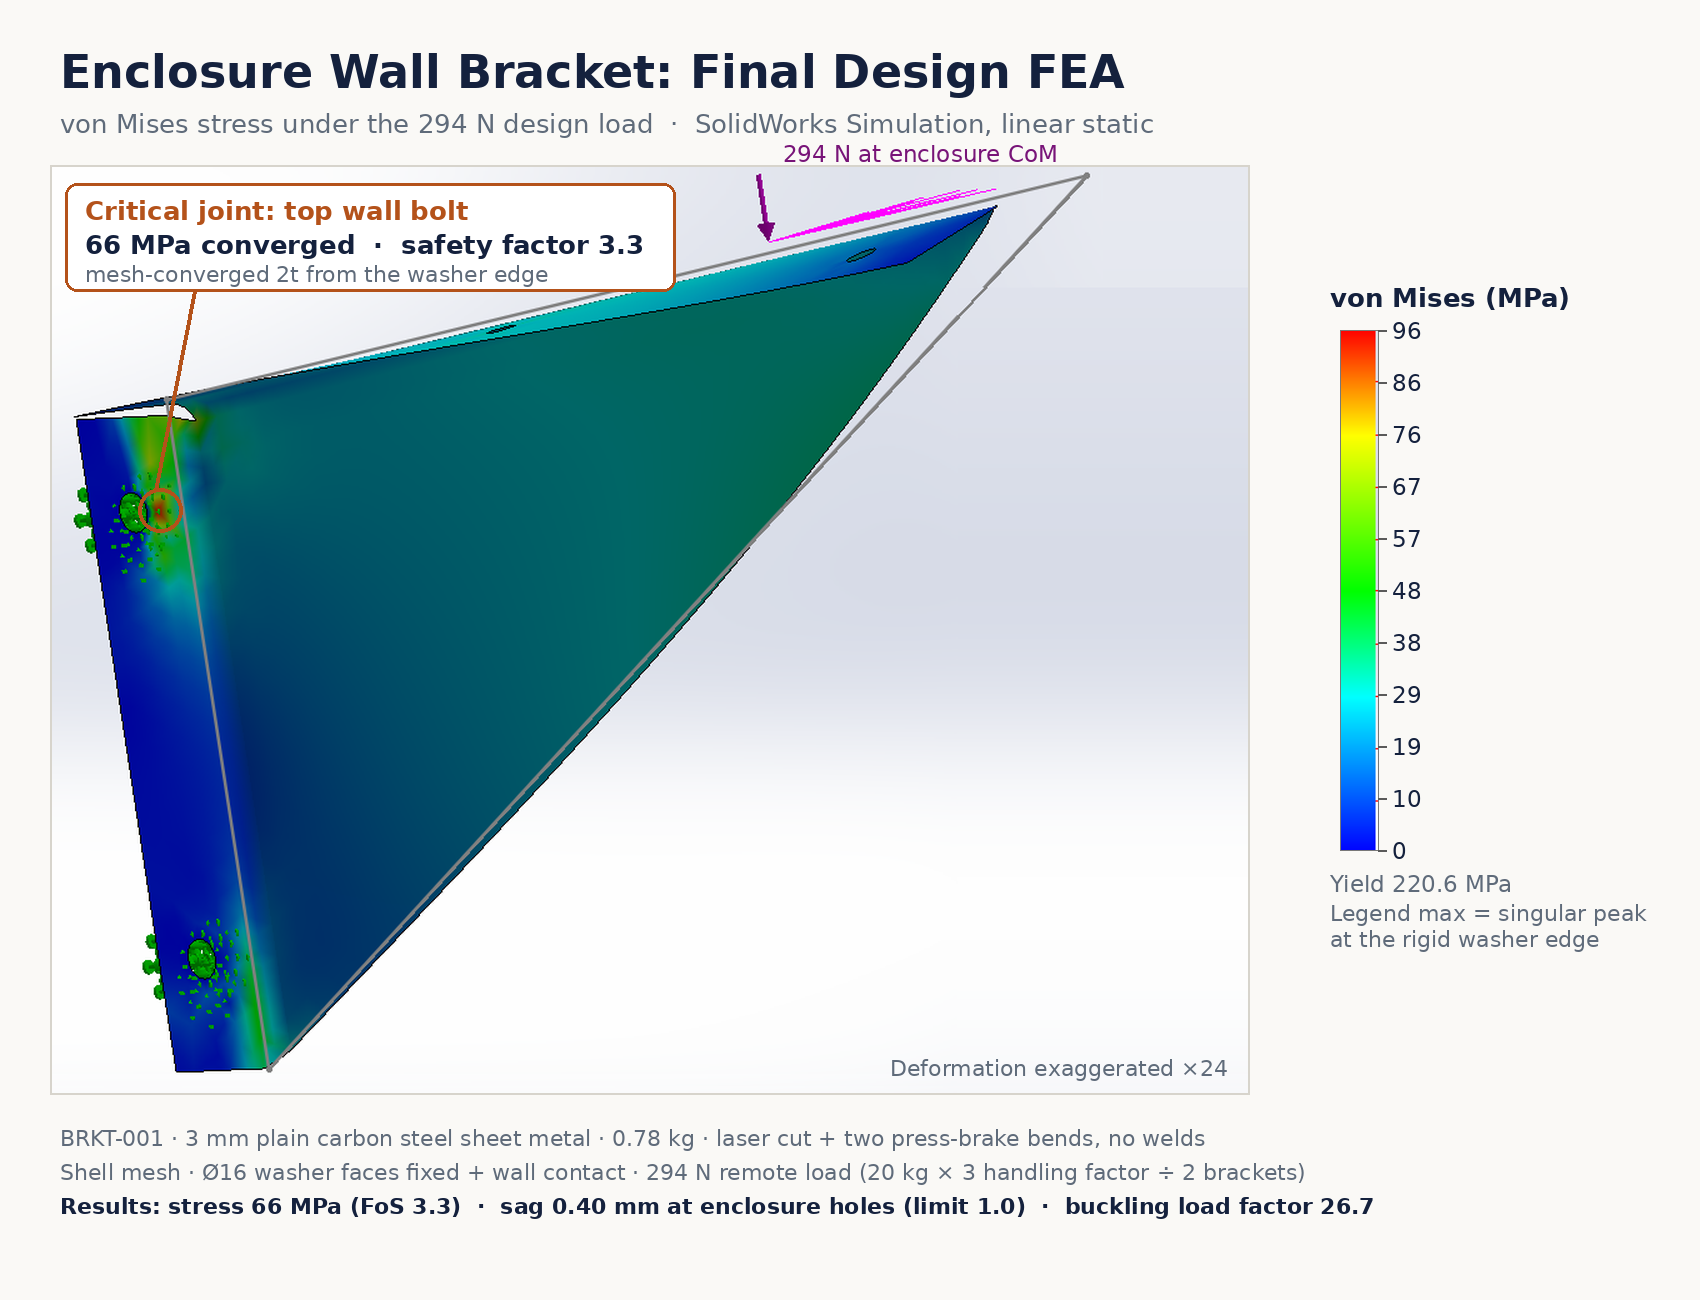 Enclosure Wall Bracket: Final Design FEA
von Mises stress under the 294 N design load · SolidWorks Simulation, linear static
294 N at enclosure CoM
Critical joint: top wall bolt
66 MPa converged · safety factor 3.3
mesh-converged 2t from the washer edge
von Mises (MPa)
96
86
76
67
57
48
38
29
19
10
0
Yield 220.6 MPa
Legend max = singular peak
at the rigid washer edge
Deformation exaggerated ×24
BRKT-001 · 3 mm plain carbon steel sheet metal · 0.78 kg · laser cut + two press-brake bends, no welds
Shell mesh · Ø16 washer faces fixed + wall contact · 294 N remote load (20 kg × 3 handling factor ÷ 2 brackets)
Results: stress 66 MPa (FoS 3.3) · sag 0.40 mm at enclosure holes (limit 1.0) · buckling load factor 26.7